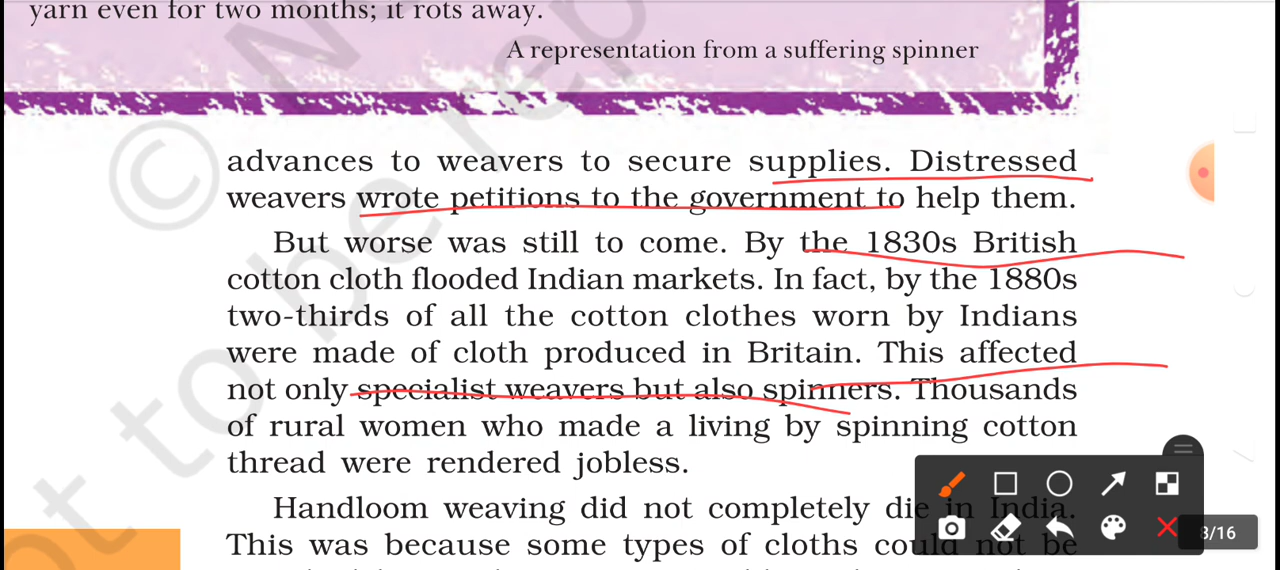 yarn even for two months; it rots away.
A representation from a suffering spinner
advances to weavers to secure supplies. Distressed
weavers wrote petitions to the government to help them.
But worse was still to come. By the 1830s British
cotton cloth flooded Indian markets. In fact, by the 1880s
two-thirds of all the cotton clothes worn by Indians
were made of cloth produced in Britain. This affected
not only specialist weavers but also spinners. Thousands
of rural women who made a living by spinning cotton
thread were rendered jobless.
Handloom weaving did not completely die in India.
This was because some types of cloths could not be
8/16
© N
not to be rep